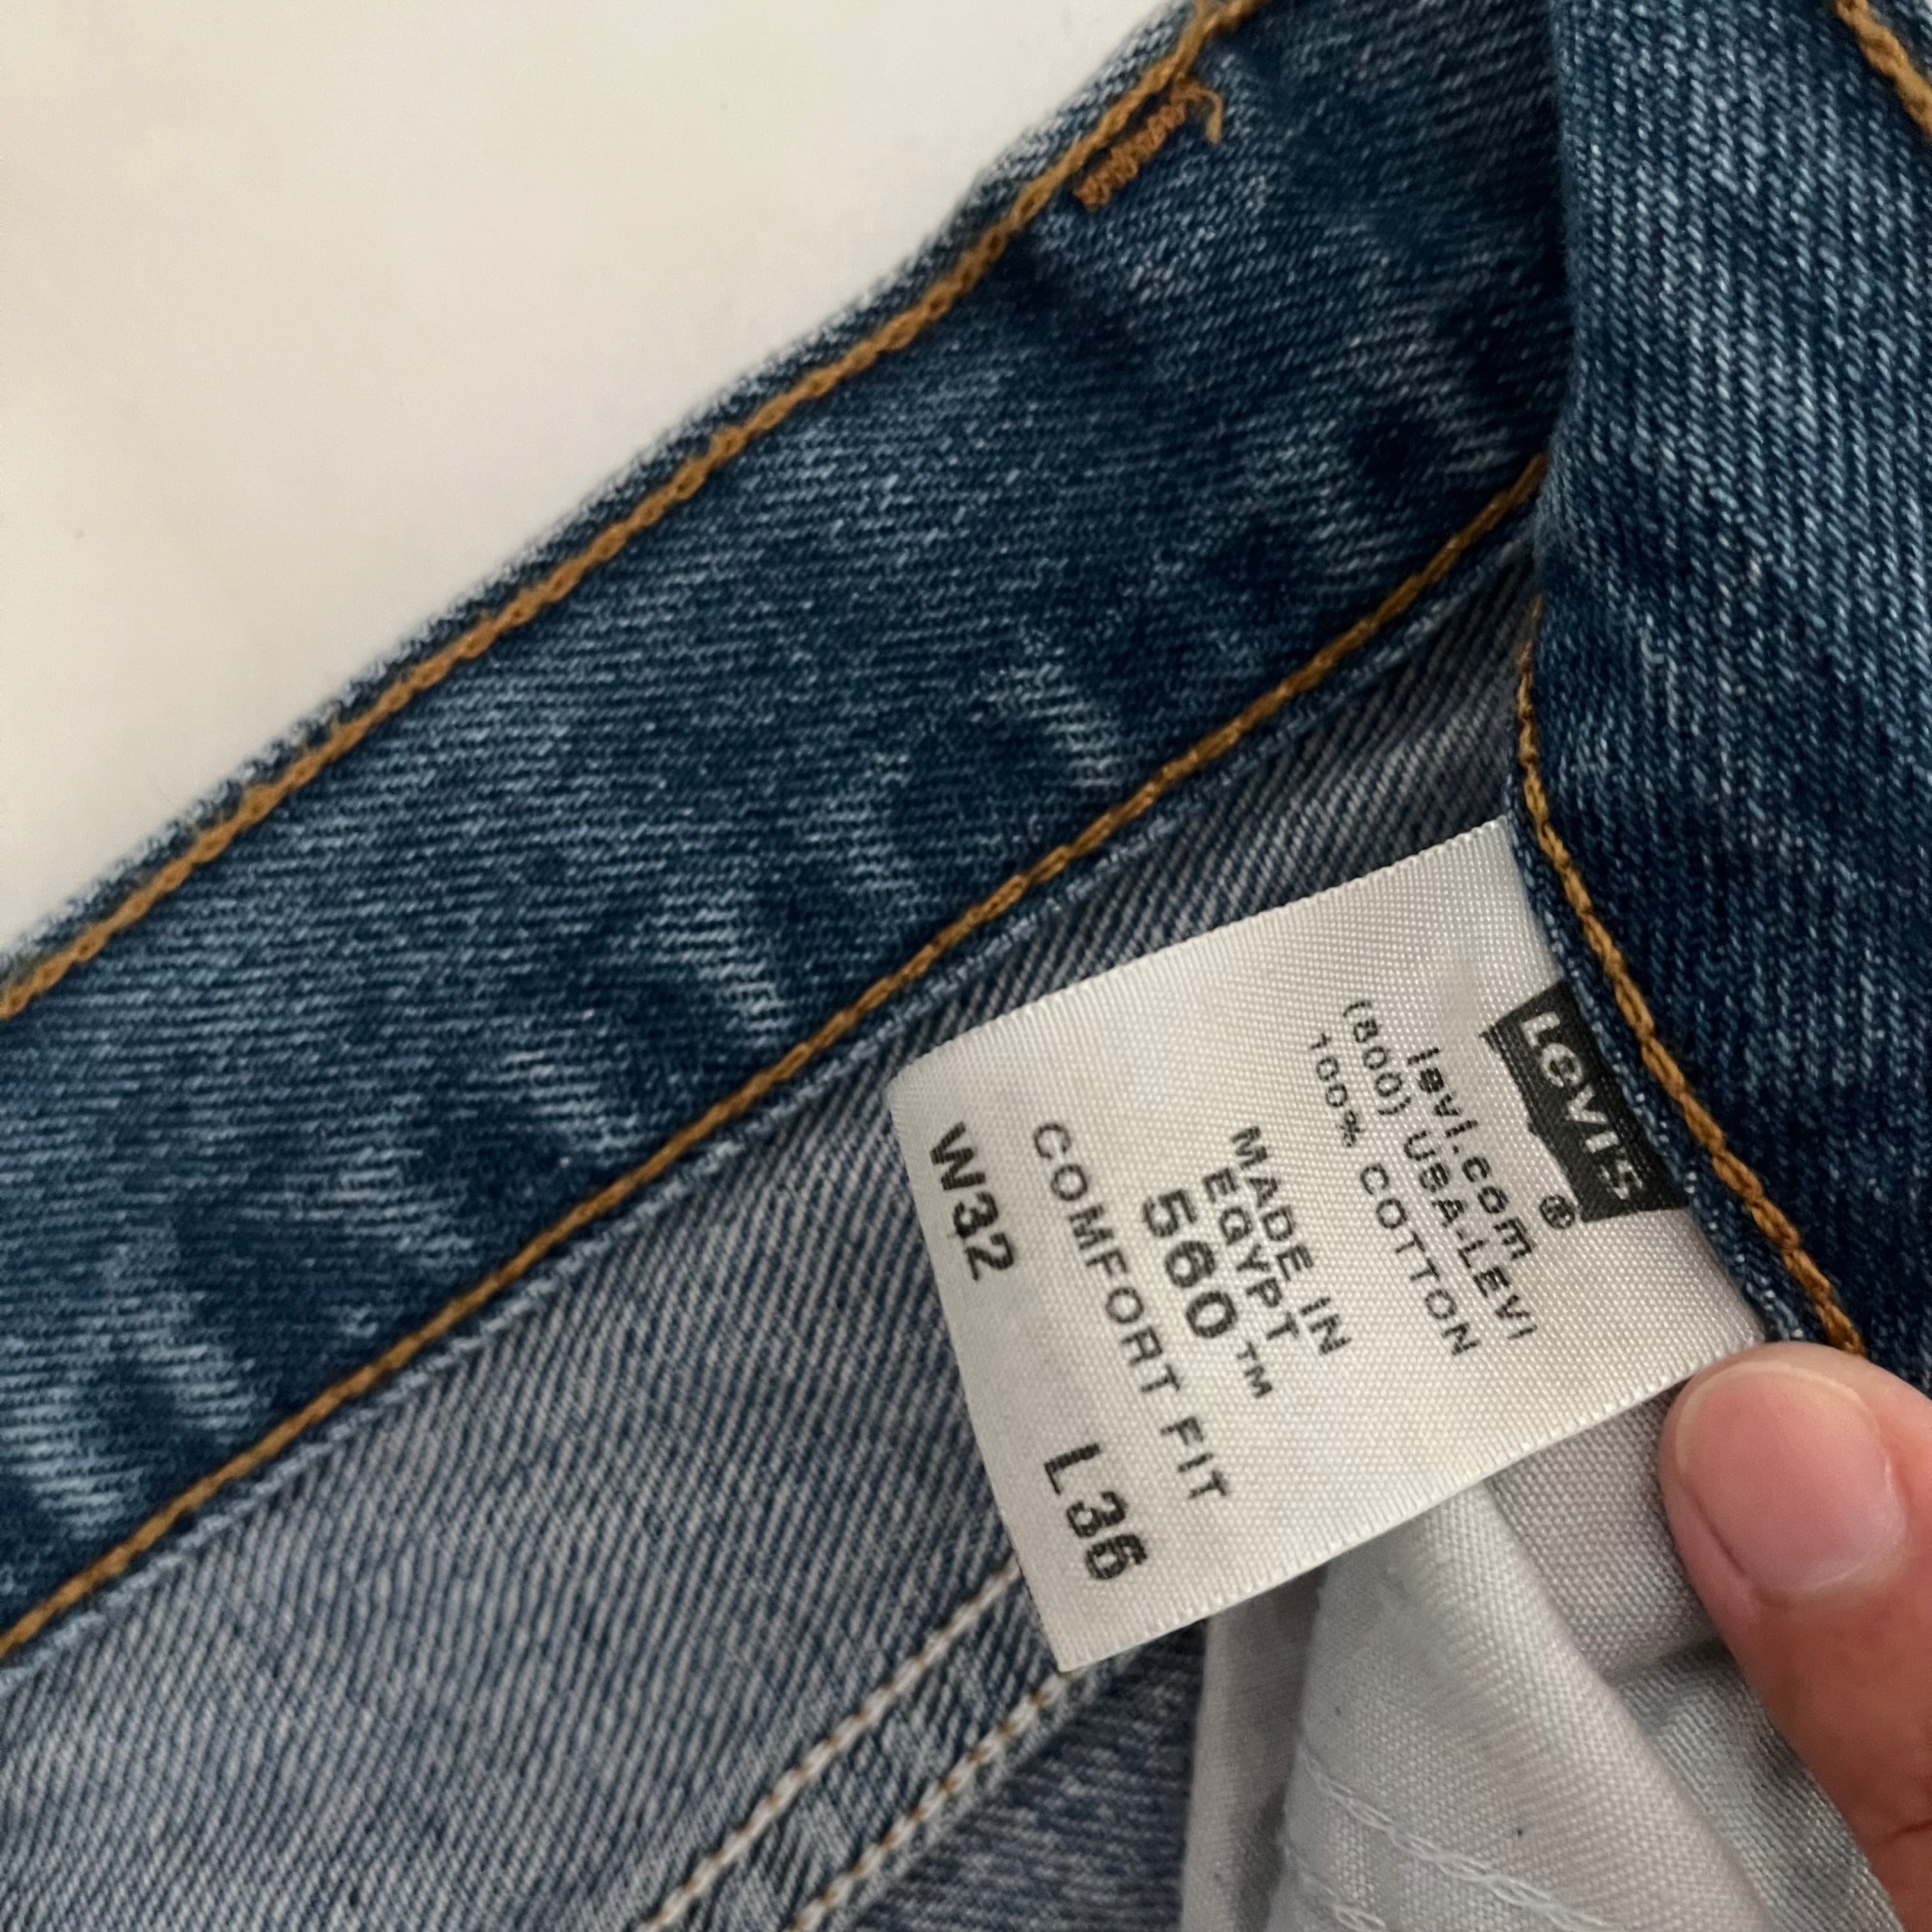 Levi's ®
levi.com
(800) USA-LEVI
100% COTTON
MADE IN
EGYPT
560™
COMFORT FIT
W32 L36